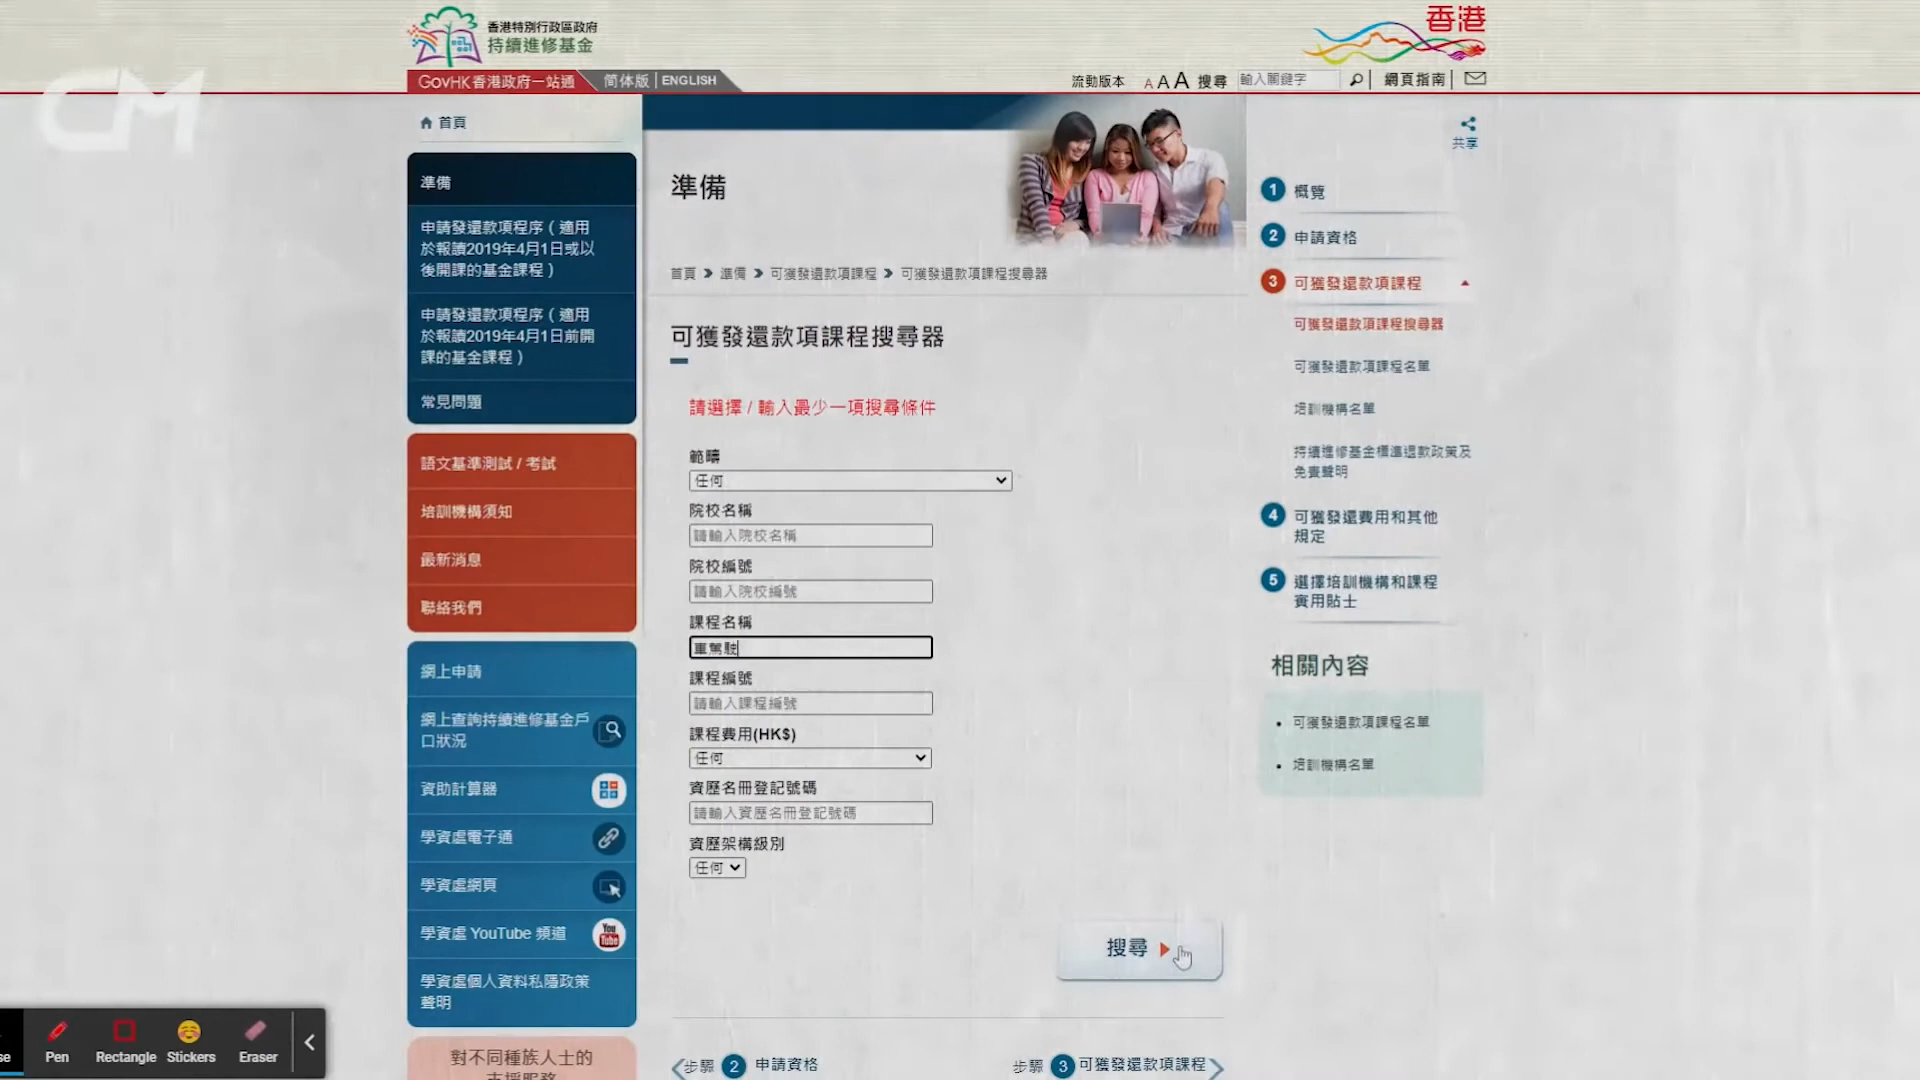 香港特別行政區政府
持續進修基金
香港
GovHK香港政府一站通
简体版
ENGLISH
流動版本
A A A
搜尋
輸入關鍵字
網頁指南
CM
首頁
共享
準備
申請發還款項程序 ( 適用
於報讀2019年4月1日或以
後開課的基金課程 )
申請發還款項程序 ( 適用
於報讀2019年4月1日前開
課的基金課程 )
常見問題
語文基準測試 / 考試
培訓機構須知
最新消息
聯絡我們
網上申請
網上查詢持續進修基金戶
口狀況
資助計算器
學資處電子通
學資處網頁
學資處 YouTube 頻道
You
Tube
學資處個人資料私隱政策
聲明
對不同種族人士的
支援服務
準備
首頁 > 準備 > 可獲發還款項課程 > 可獲發還款項課程搜尋器
可獲發還款項課程搜尋器
請選擇 / 輸入最少一項搜尋條件
範疇
任何
院校名稱
請輸入院校名稱
院校編號
請輸入院校編號
課程名稱
車駕駛
課程編號
請輸入課程編號
課程費用(HK$)
任何
資歷名冊登記號碼
請輸入資歷名冊登記號碼
資歷架構級別
任何
搜尋
步驟 2 申請資格
步驟 3 可獲發還款項課程
1 概覽
2 申請資格
3 可獲發還款項課程
可獲發還款項課程搜尋器
可獲發還款項課程名單
培訓機構名單
持續進修基金標準退款政策及
免責聲明
4 可獲發還費用和其他
規定
5 選擇培訓機構和課程
實用貼士
相關內容
• 可獲發還款項課程名單
• 培訓機構名單
se
Pen
Rectangle
Stickers
Eraser